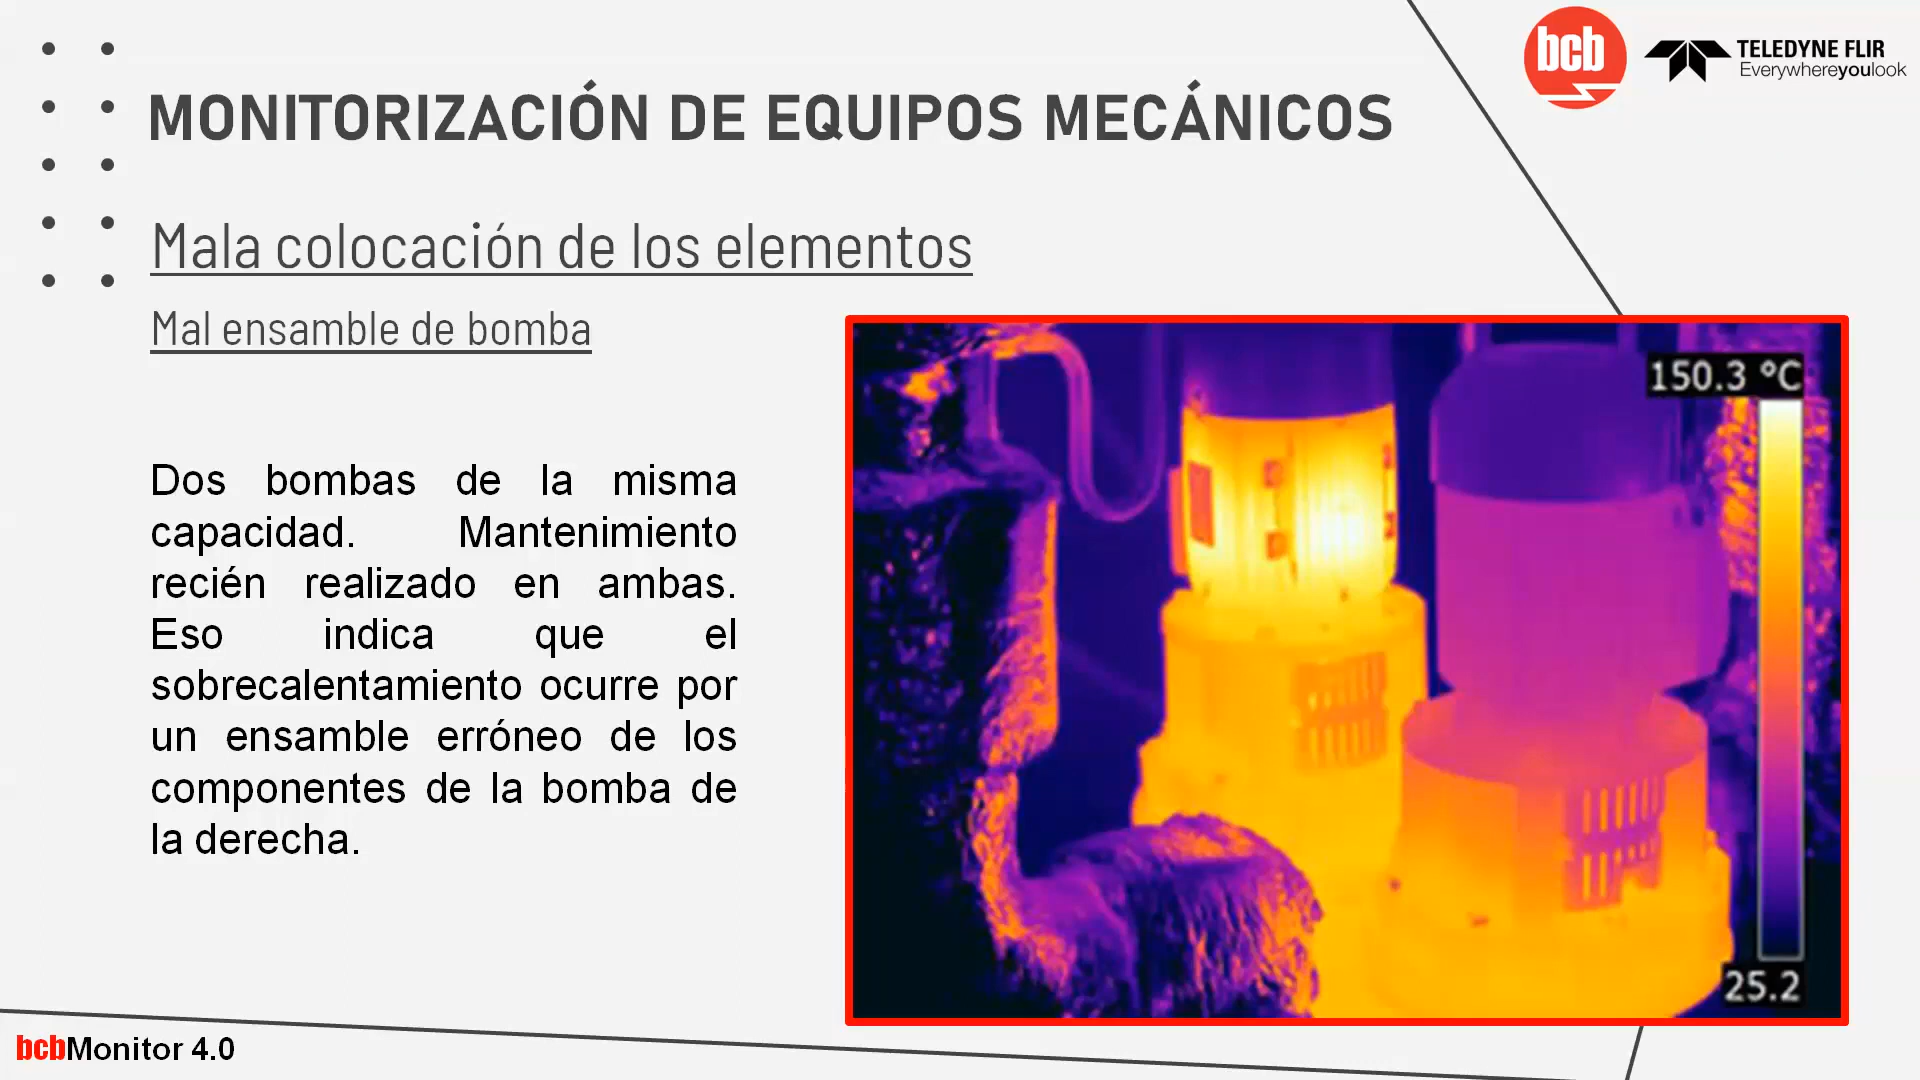 bcb
TELEDYNE FLIR
Everywhereyoulook
MONITORIZACIÓN DE EQUIPOS MECÁNICOS
Mala colocación de los elementos
Mal ensamble de bomba
150.3 °C
Dos bombas de la misma
capacidad. Mantenimiento
recién realizado en ambas.
Eso indica que el
sobrecalentamiento ocurre por
un ensamble erróneo de los
componentes de la bomba de
la derecha.
25.2
bcbMonitor 4.0